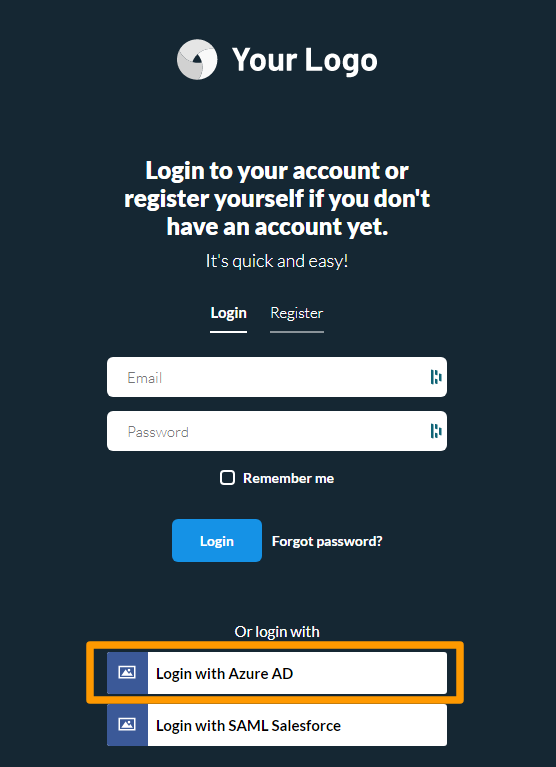 Your Logo
Login to your account or
register yourself if you don't
have an account yet.
It's quick and easy!
Login Register
Email
Password
Remember me
Login Forgot password?
Or login with
Login with Azure AD
Login with SAML Salesforce